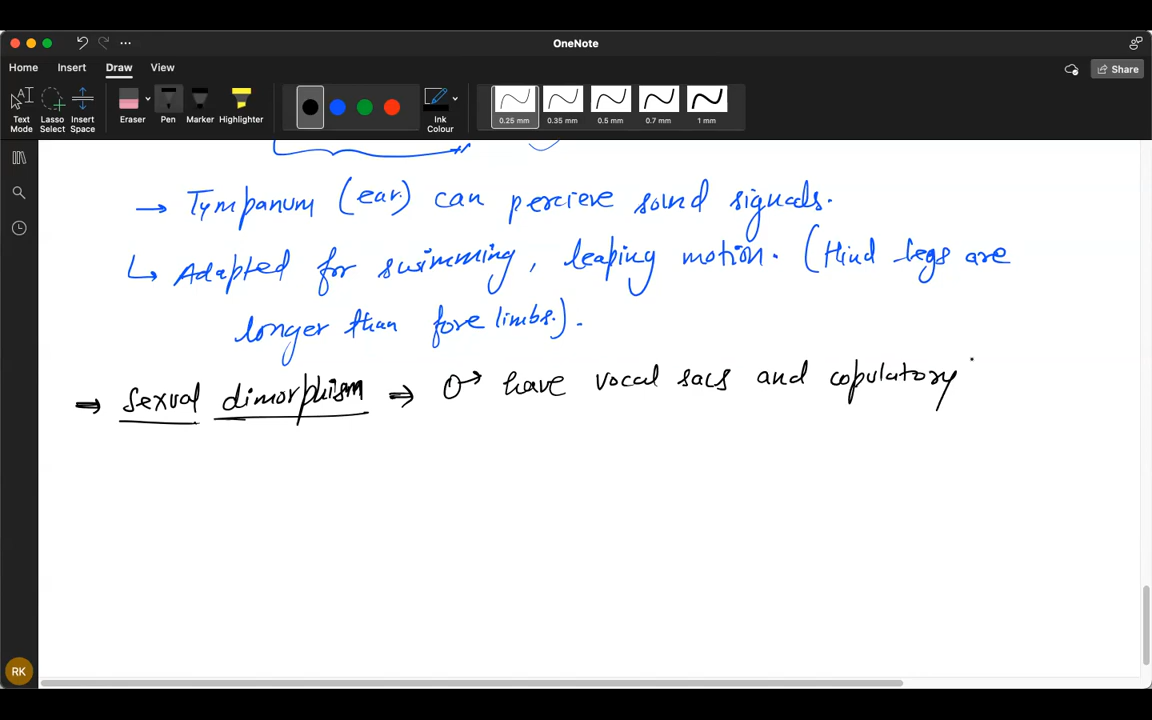 OneNote
Home Insert Draw View
Share
Text Mode Lasso Select Insert Space Eraser Pen Marker Highlighter Ink Colour 0.25 mm 0.35 mm 0.5 mm 0.7 mm 1 mm
→ Tympanum (ear.) can percieve sound signals.
↳ Adapted for swimming, leaping motion. (Hind legs are
longer than fore limbs.).
⇒ Sexual dimorphism ⇒ ♂ have vocal sacs and copulatory
RK